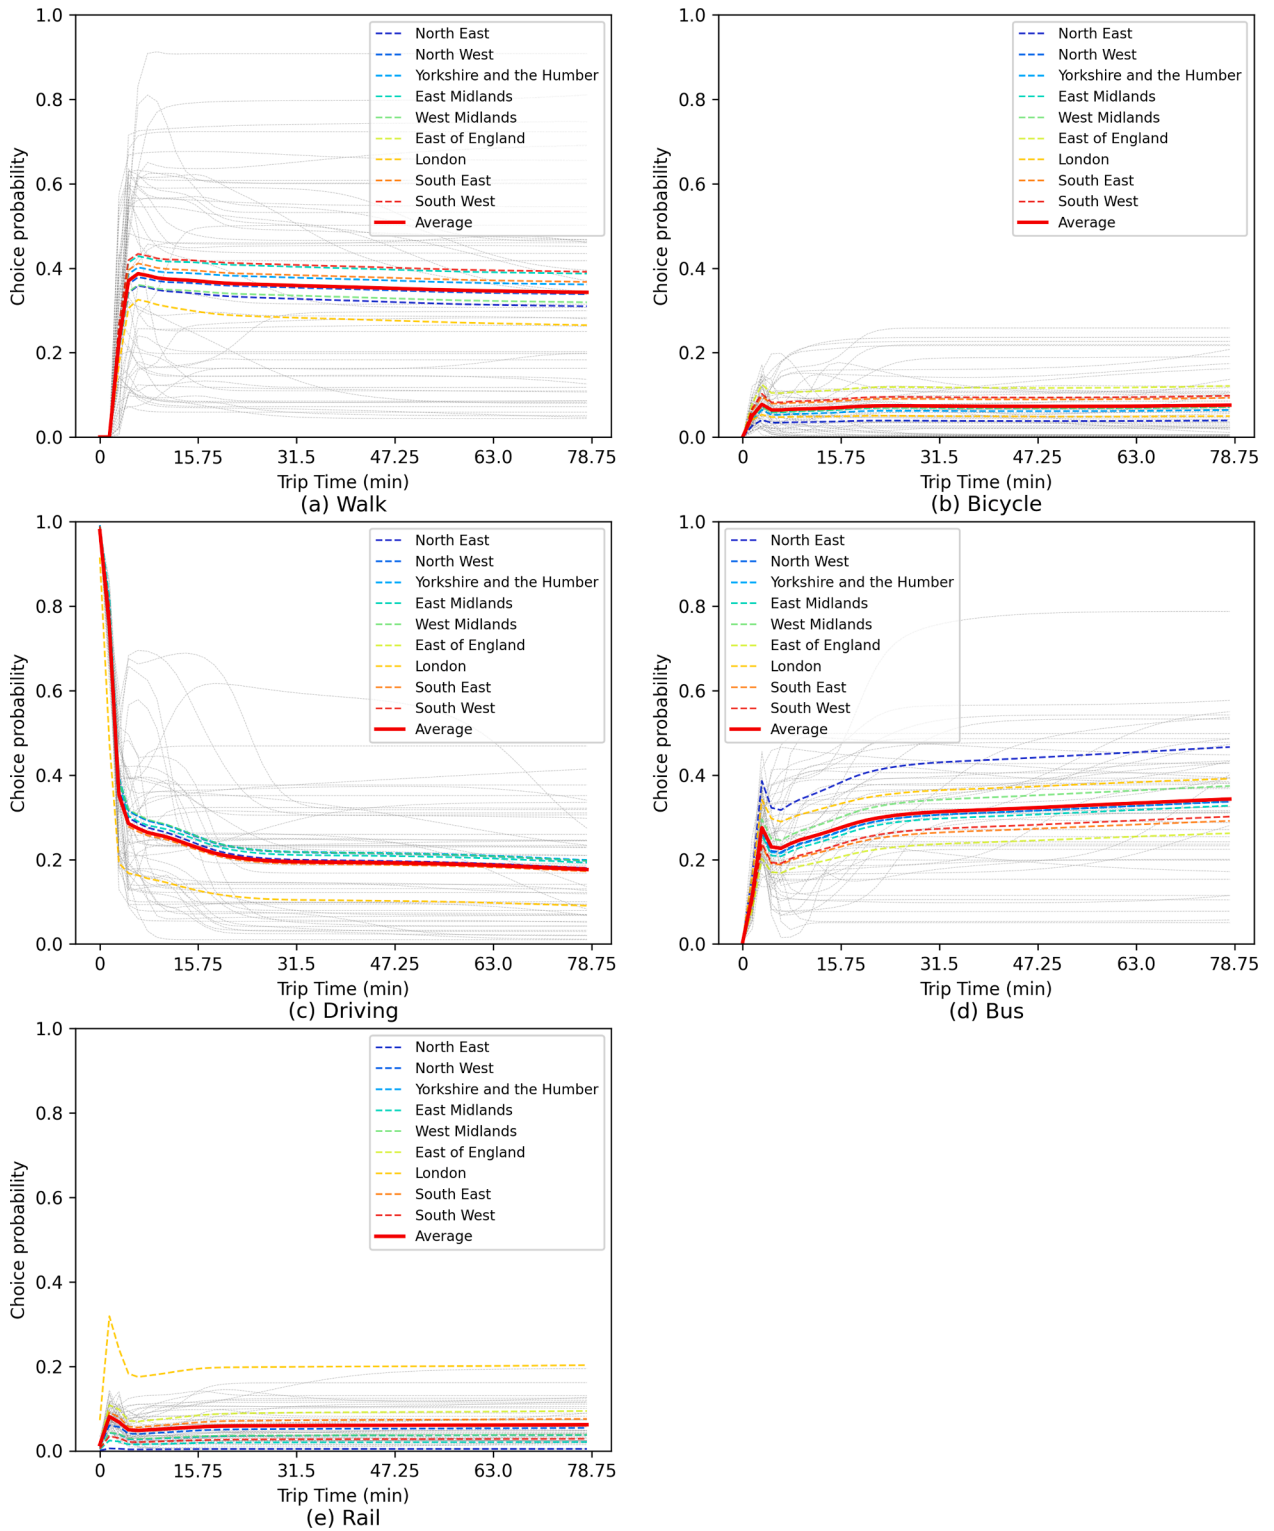 1.0
0.8
0.6
0.4
0.2
0.0
Choice probability
North East
North West
Yorkshire and the Humber
East Midlands
West Midlands
East of England
London
South East
South West
Average
0 15.75 31.5 47.25 63.0 78.75
Trip Time (min)
(a) Walk
1.0
0.8
0.6
0.4
0.2
0.0
Choice probability
North East
North West
Yorkshire and the Humber
East Midlands
West Midlands
East of England
London
South East
South West
Average
0 15.75 31.5 47.25 63.0 78.75
Trip Time (min)
(b) Bicycle
1.0
0.8
0.6
0.4
0.2
0.0
Choice probability
North East
North West
Yorkshire and the Humber
East Midlands
West Midlands
East of England
London
South East
South West
Average
0 15.75 31.5 47.25 63.0 78.75
Trip Time (min)
(c) Driving
1.0
0.8
0.6
0.4
0.2
0.0
Choice probability
North East
North West
Yorkshire and the Humber
East Midlands
West Midlands
East of England
London
South East
South West
Average
0 15.75 31.5 47.25 63.0 78.75
Trip Time (min)
(d) Bus
1.0
0.8
0.6
0.4
0.2
0.0
Choice probability
North East
North West
Yorkshire and the Humber
East Midlands
West Midlands
East of England
London
South East
South West
Average
0 15.75 31.5 47.25 63.0 78.75
Trip Time (min)
(e) Rail